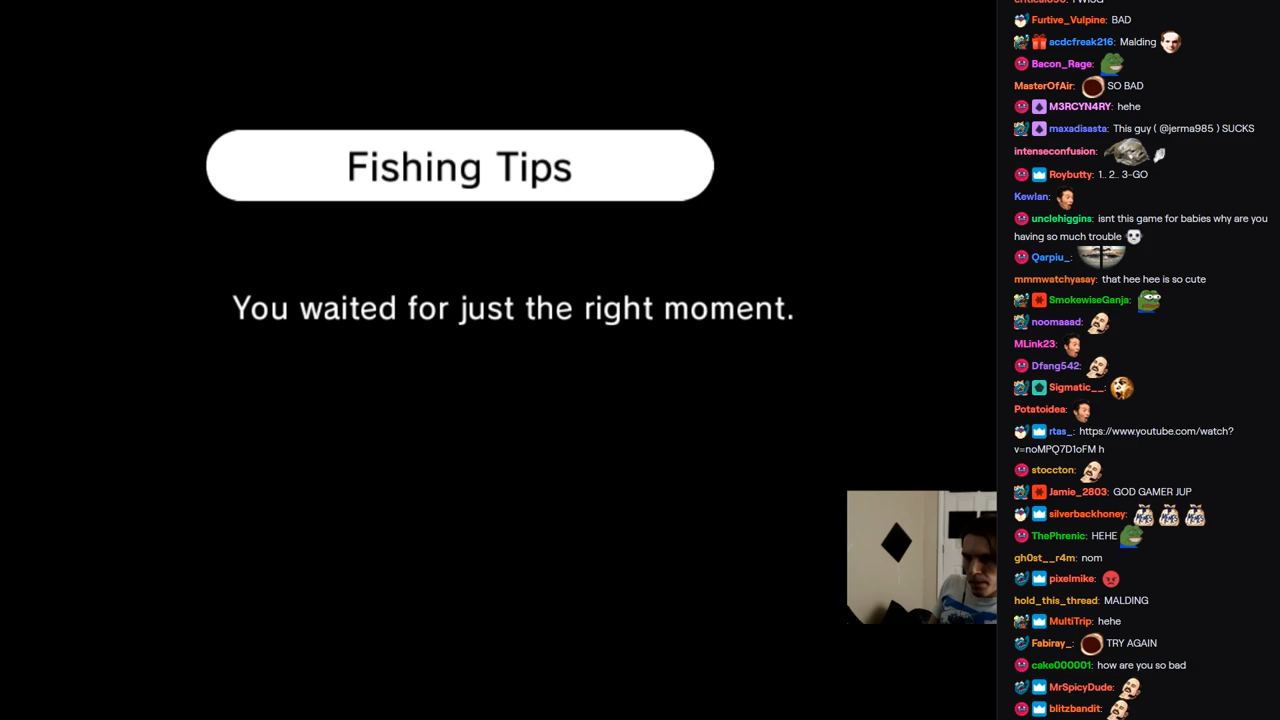 Fishing Tips
You waited for just the right moment.
Furtive_Vulpine: BAD
acdcfreak216: Malding
Bacon_Rage:
MasterOfAir: SO BAD
M3RCYN4RY: hehe
maxadisasta: This guy ( @jerma985 ) SUCKS
intenseconfusion:
Roybutty: 1.. 2.. 3-GO
Kewlan:
unclehiggins: isnt this game for babies why are you
having so much trouble
Qarpiu_:
mmmwatchyasay: that hee hee is so cute
SmokewiseGanja:
noomaaad:
MLink23:
Dfang542:
Sigmatic__:
Potatoidea:
rtas_: https://www.youtube.com/watch?
v=noMPQ7D1oFM h
stoccton:
Jamie_2803: GOD GAMER JUP
silverbackhoney:
ThePhrenic: HEHE
gh0st__r4m: nom
pixelmike:
hold_this_thread: MALDING
MultiTrip: hehe
Fabiray_: TRY AGAIN
cake000001: how are you so bad
MrSpicyDude:
blitzbandit: